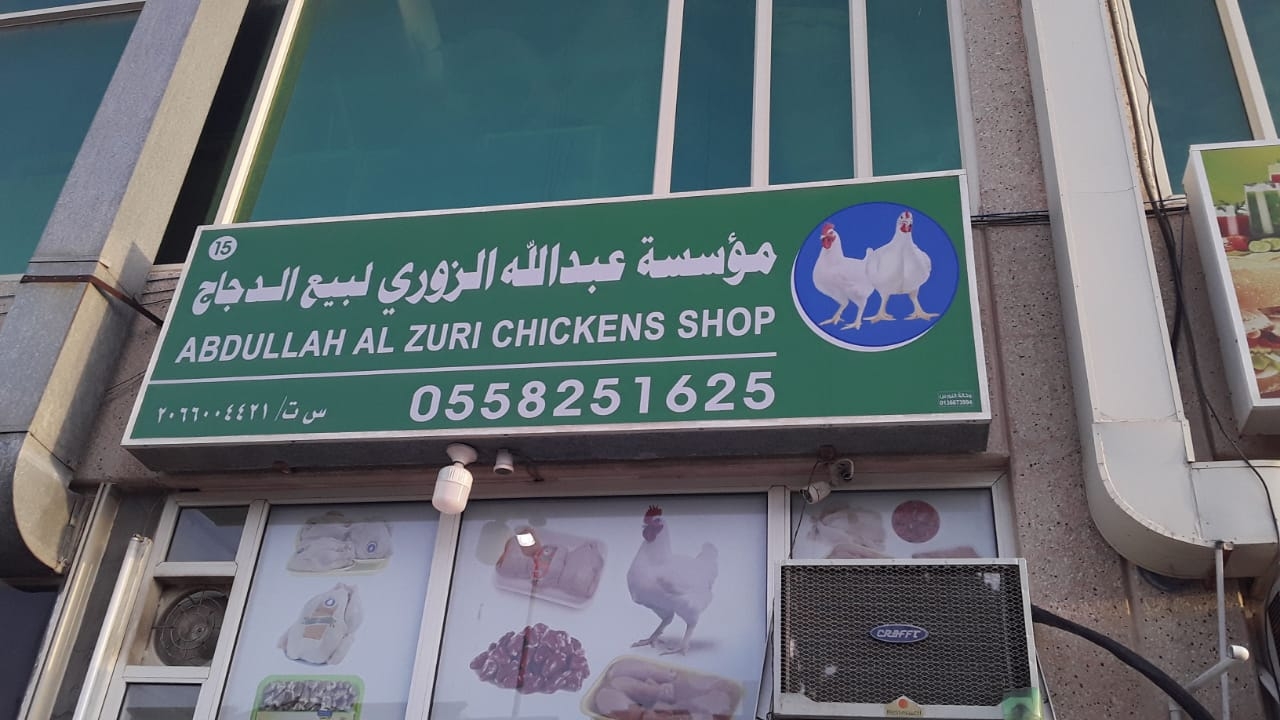 15
مؤسسة عبدالله الزوري لبيع الدجاج
ABDULLAH AL ZURI CHICKENS SHOP
0558251625
س ت/ ٢٠٦٦٠٠٤٤٢١
CRAFFT